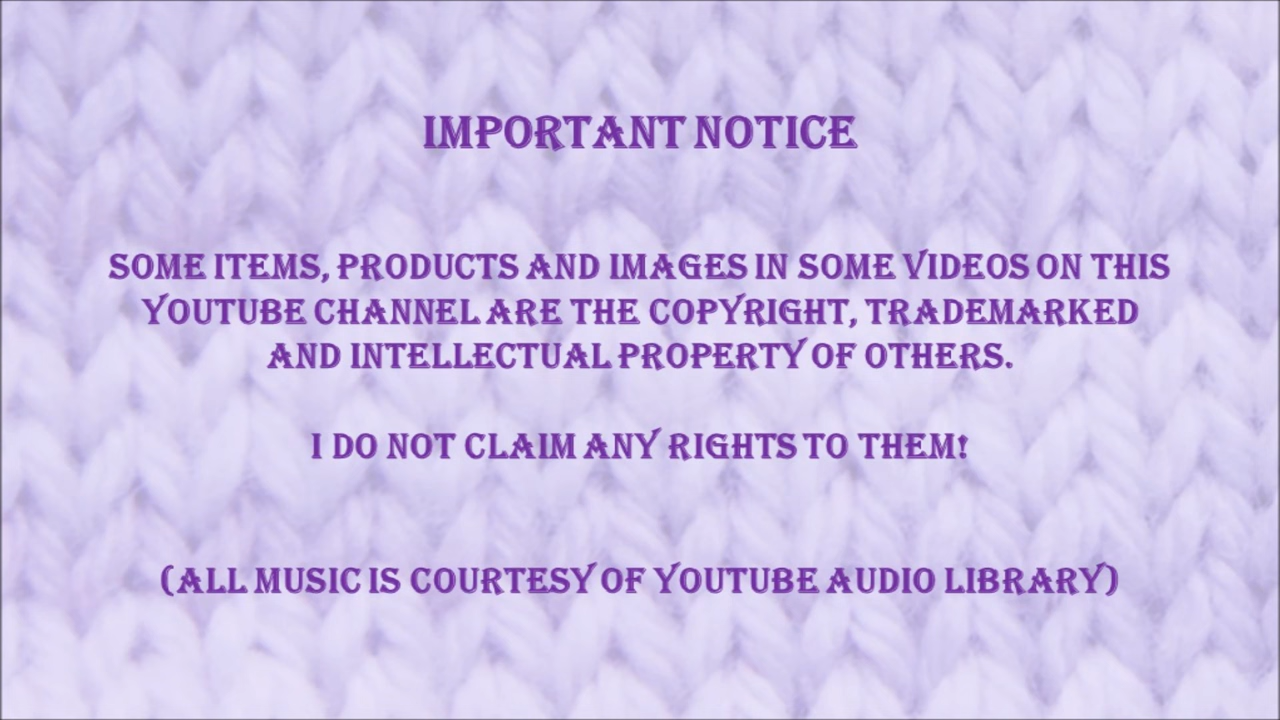 IMPORTANT NOTICE
SOME ITEMS, PRODUCTS AND IMAGES IN SOME VIDEOS ON THIS
YOUTUBE CHANNEL ARE THE COPYRIGHT, TRADEMARKED
AND INTELLECTUAL PROPERTY OF OTHERS.
I DO NOT CLAIM ANY RIGHTS TO THEM!
(ALL MUSIC IS COURTESY OF YOUTUBE AUDIO LIBRARY)